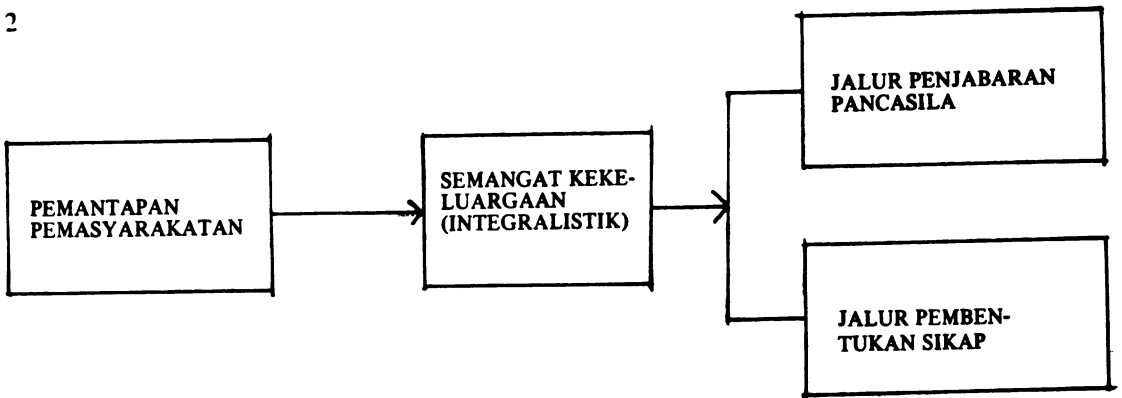 2
PEMANTAPAN
PEMASYARAKATAN
SEMANGAT KEKE-
LUARGAAN
(INTEGRALISTIK)
JALUR PENJABARAN
PANCASILA
JALUR PEMBEN-
TUKAN SIKAP